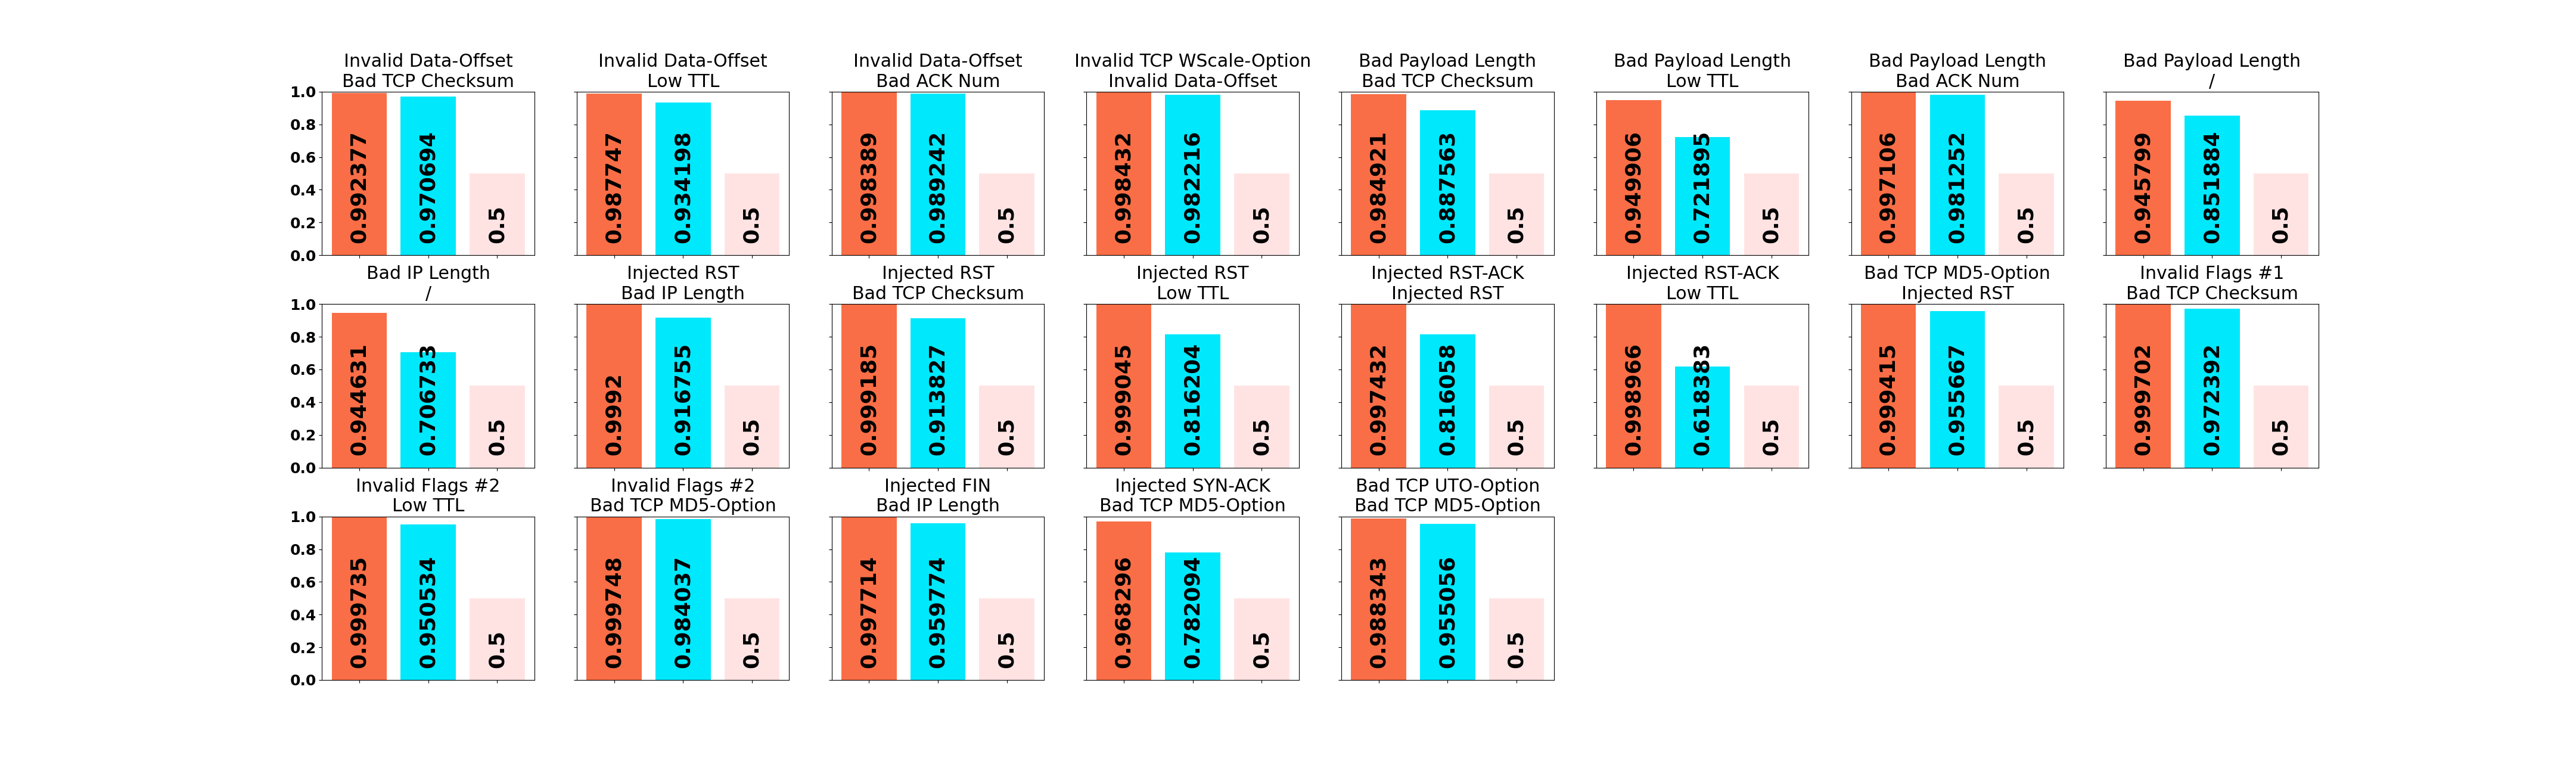 Invalid Data-Offset
Bad TCP Checksum
Invalid Data-Offset
Low TTL
Invalid Data-Offset
Bad ACK Num
Invalid TCP WScale-Option
Invalid Data-Offset
Bad Payload Length
Bad TCP Checksum
Bad Payload Length
Low TTL
Bad Payload Length
Bad ACK Num
Bad Payload Length
/
1.0
0.8
0.6
0.4
0.2
0.0
0.992377
0.970694
0.5
0.987747
0.934198
0.5
0.998389
0.989242
0.5
0.998432
0.982216
0.5
0.984921
0.887563
0.5
0.949906
0.721895
0.5
0.997106
0.981252
0.5
0.945799
0.851884
0.5
Bad IP Length
/
Injected RST
Bad IP Length
Injected RST
Bad TCP Checksum
Injected RST
Low TTL
Injected RST-ACK
Injected RST
Injected RST-ACK
Low TTL
Bad TCP MD5-Option
Injected RST
Invalid Flags #1
Bad TCP Checksum
1.0
0.8
0.6
0.4
0.2
0.0
0.944631
0.706733
0.5
0.9992
0.916755
0.5
0.999185
0.913827
0.5
0.999045
0.816204
0.5
0.997432
0.816058
0.5
0.998966
0.618383
0.5
0.999415
0.955667
0.5
0.999702
0.972392
0.5
Invalid Flags #2
Low TTL
Invalid Flags #2
Bad TCP MD5-Option
Injected FIN
Bad IP Length
Injected SYN-ACK
Bad TCP MD5-Option
Bad TCP UTO-Option
Bad TCP MD5-Option
1.0
0.8
0.6
0.4
0.2
0.0
0.999735
0.950534
0.5
0.999748
0.984037
0.5
0.997714
0.959774
0.5
0.968296
0.782094
0.5
0.988343
0.955056
0.5